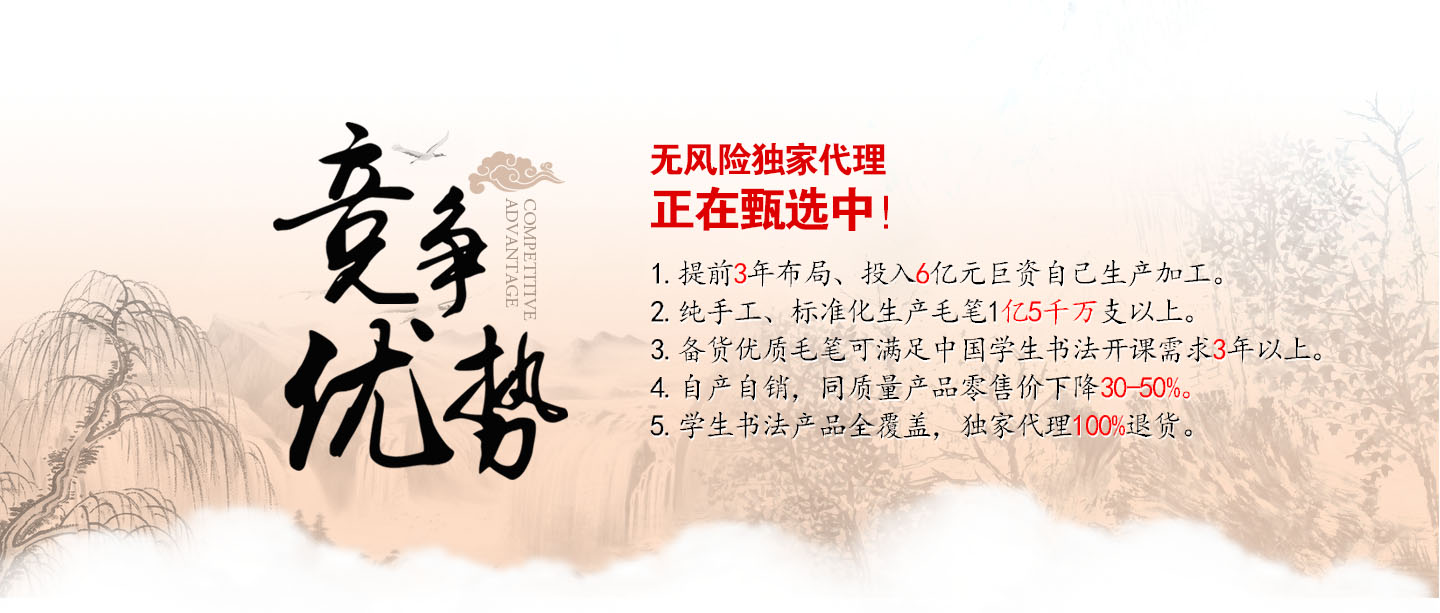 竞争
优势
COMPETITIVE
ADVANTAGE
无风险独家代理
正在甄选中!
1. 提前3年布局、投入6亿元巨资自己生产加工。
2. 纯手工、标准化生产毛笔1亿5千万支以上。
3. 备货优质毛笔可满足中国学生书法开课需求3年以上。
4. 自产自销，同质量产品零售价下降30-50%。
5. 学生书法产品全覆盖，独家代理100%退货。